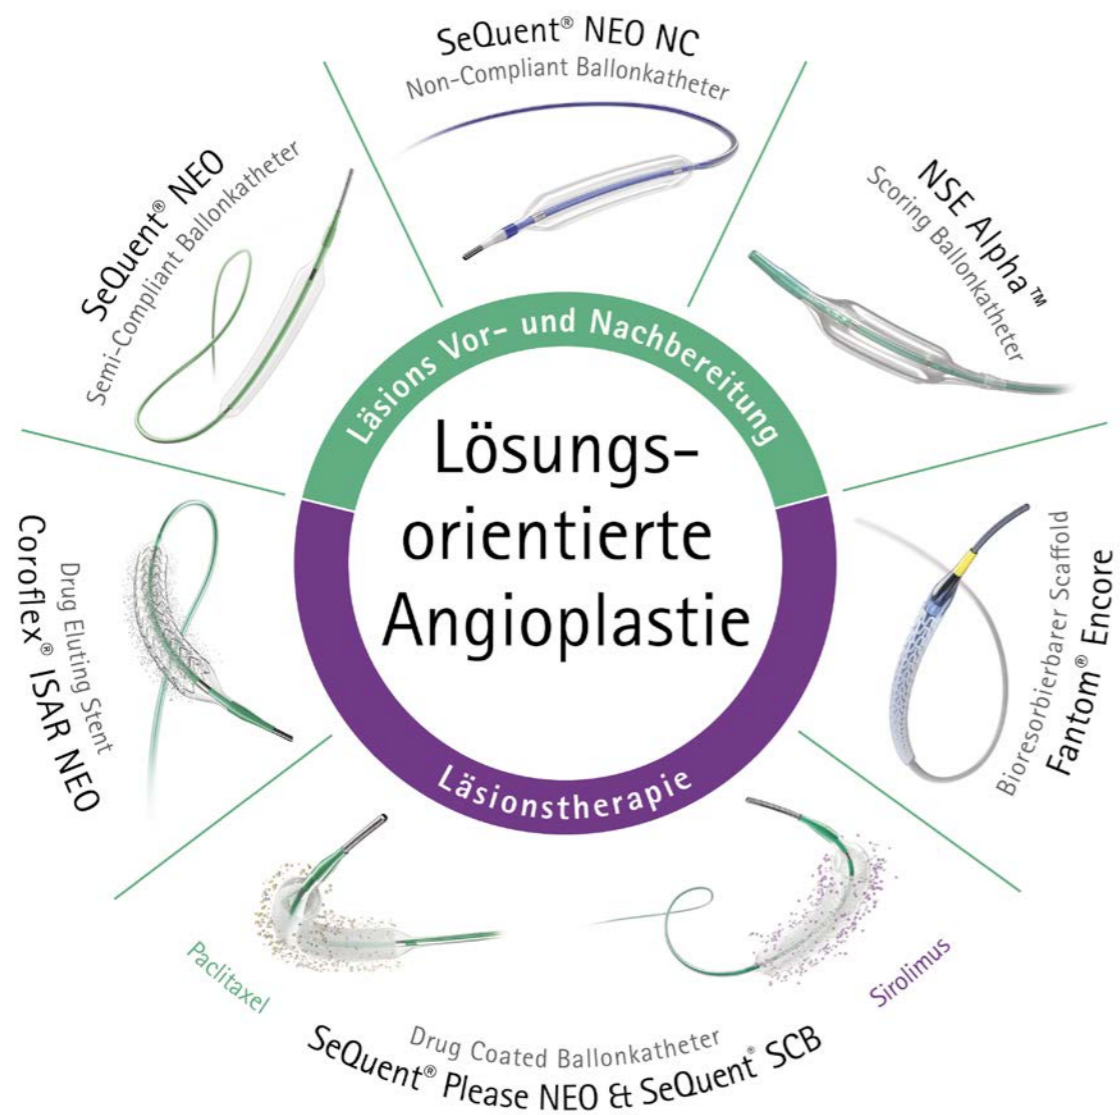 SeQuent® NEO NC
Non-Compliant Ballonkatheter
SeQuent® NEO
Semi-Compliant Ballonkatheter
NSE Alpha™
Scoring Ballonkatheter
Läsions Vor- und Nachbereitung
Lösungs-
orientierte
Angioplastie
Läsionstherapie
Drug Eluting Stent
Coroflex® ISAR NEO
Bioresorbierbarer Scaffold
Fantom® Encore
Paclitaxel
Sirolimus
Drug Coated Ballonkatheter
SeQuent® Please NEO & SeQuent® SCB